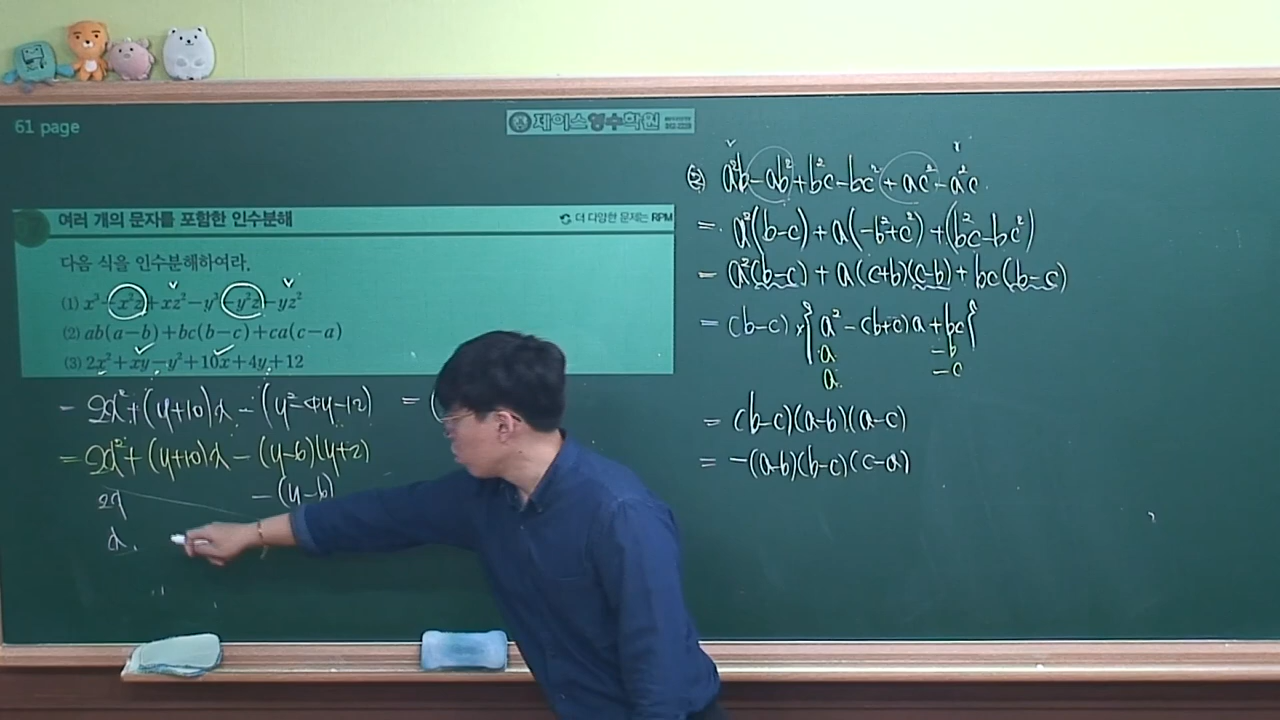 61 page
제이스영수학원
여러 개의 문자를 포함한 인수분해
더 다양한 문제는 RPM
다음 식을 인수분해하여라.
(1) x³-x²z+xz²-y³-y²z-yz²
(2) ab(a-b)+bc(b-c)+ca(c-a)
(3) 2x²+xy-y²+10x+4y+12
= 2x²+(y+10)x-(y²-4y-12) = (
= 2x²+(y+10)x-(y-6)(y+2)
2x -(y-6)
x
(2) a²b-ab²+b²c-bc²+ac²-a²c
= a²(b-c)+a(-b²+c²)+(b²c-bc²)
= a²(b-c)+a(c+b)(c-b)+bc(b-c)
= (b-c)×{a²-(b+c)a+bc}
a -b
a -c
= (b-c)(a-b)(a-c)
= -(a-b)(b-c)(c-a)